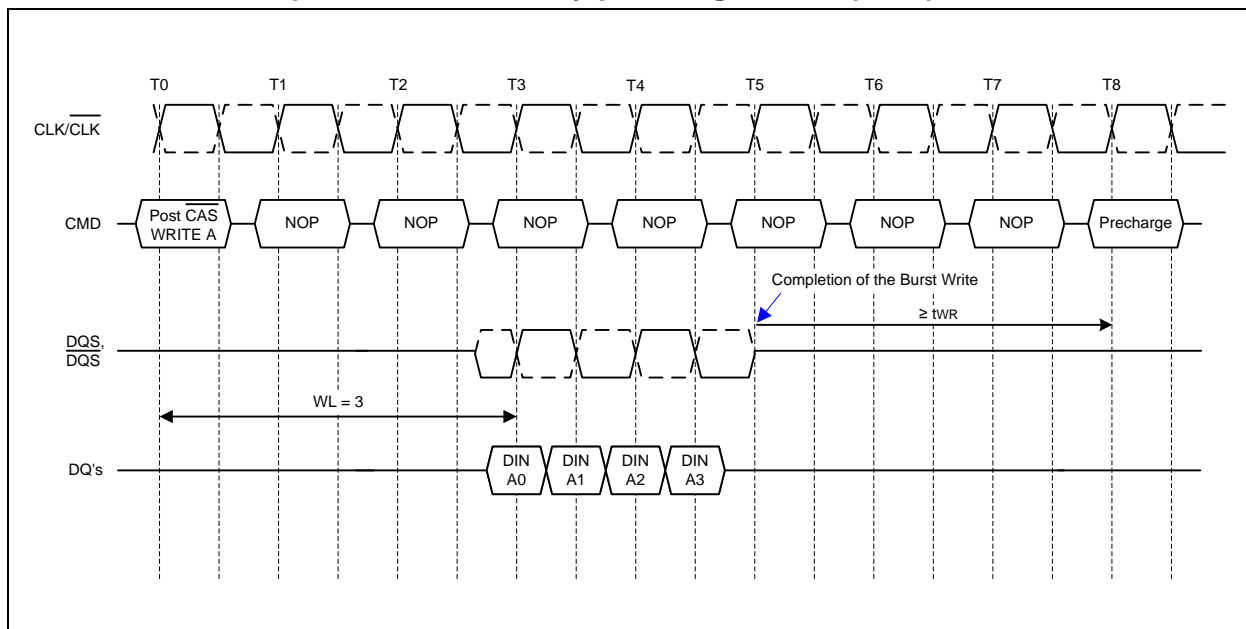 T0 T1 T2 T3 T4 T5 T6 T7 T8
CLK/CLK
CMD
Post CAS
WRITE A
NOP NOP NOP NOP NOP NOP NOP Precharge
Completion of the Burst Write
≥ tWR
DQS,
DQS
WL = 3
DQ's
DIN DIN DIN DIN
A0 A1 A2 A3